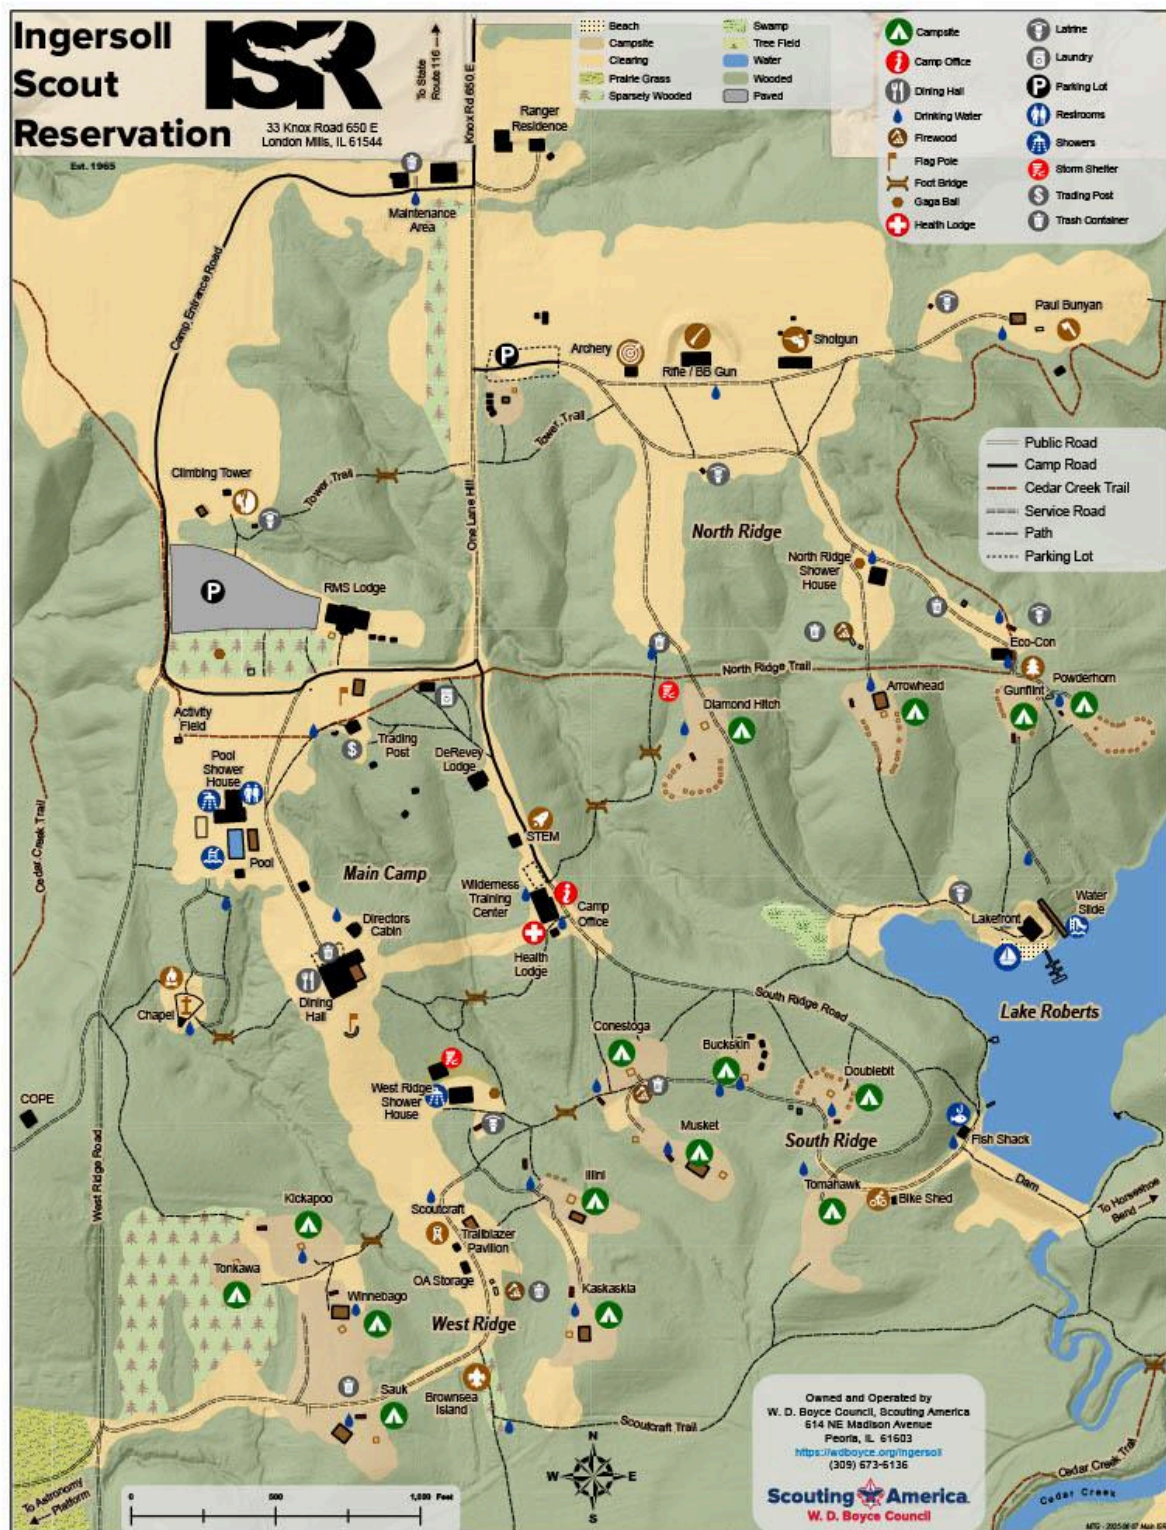 Ingersoll
Scout
Reservation
ISR
33 Knox Road 650 E
London Mills, IL 61544
Est. 1965
To State
Route 116
Knox Rd 650 E
Beach
Campsite
Clearing
Prairie Grass
Sparsely Wooded
Swamp
Tree Field
Water
Wooded
Paved
Campsite
Camp Office
Dining Hall
Drinking Water
Firewood
Flag Pole
Foot Bridge
Gaga Ball
Health Lodge
Latrine
Laundry
Parking Lot
Restrooms
Showers
Storm Shelter
Trading Post
Trash Container
Ranger
Residence
Maintenance
Area
Camp Entrance Road
Paul Bunyan
Archery
Rifle / BB Gun
Shotgun
P
Tower Trail
Public Road
Camp Road
Cedar Creek Trail
Service Road
Path
Parking Lot
Climbing Tower
Tower Trail
One Lane Hill
North Ridge
North Ridge
Shower
House
P
RMS Lodge
Eco-Con
North Ridge Trail
Arrowhead
Gunflint
Powderhorn
Diamond Hitch
Activity
Field
Trading
Post
DeRevey
Lodge
Pool
Shower
House
Cedar Creek Trail
STEM
Pool
Main Camp
Wilderness
Training
Center
Camp
Office
Directors
Cabin
Health
Lodge
Lakefront
Water
Slide
Dining
Hall
Chapel
South Ridge Road
Lake Roberts
Conestoga
Buckskin
Doublebit
West Ridge
Shower
House
COPE
Musket
South Ridge
Fish Shack
Dam
To Horseshoe
Bend
West Ridge Road
Illini
Tomahawk
Bike Shed
Kickapoo
Scoutcraft
Trailblazer
Pavilion
Tonkawa
OA Storage
Winnebago
Kaskaskia
West Ridge
Sauk
Brownsea
Island
Scoutcraft Trail
Owned and Operated by
W. D. Boyce Council, Scouting America
614 NE Madison Avenue
Peoria, IL 61603
https://wdboyce.org/ingersoll
(309) 673-6136
Scouting America
W. D. Boyce Council
N
W
E
S
Cedar Creek Trail
Cedar Creek
To Astronomy
Platform
0 500 1,000 Feet
MTG - 2025 06 07 Main ISR